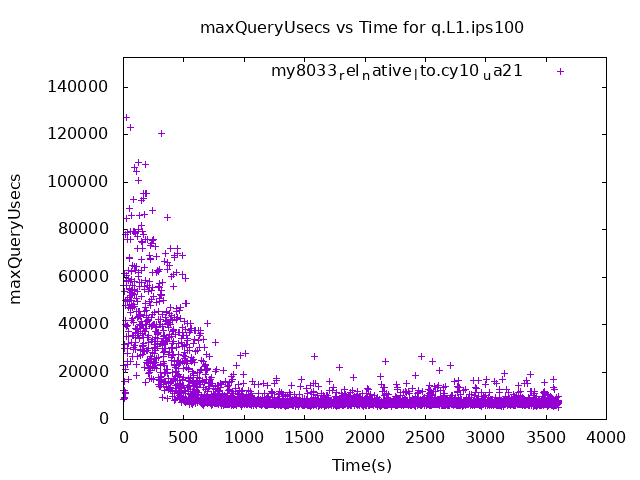 maxQueryUsecs vs Time for q.L1.ips100
my8033_rel_native_lto.cy10_ua21
maxQueryUsecs
140000
120000
100000
80000
60000
40000
20000
0
0 500 1000 1500 2000 2500 3000 3500 4000
Time(s)